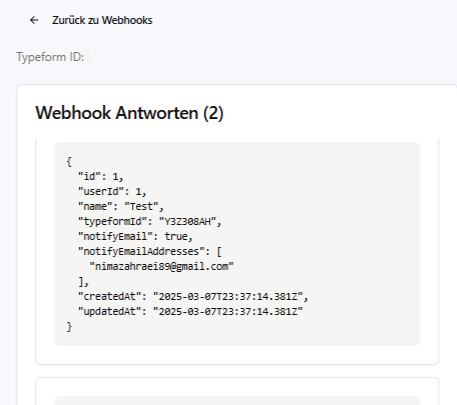 ← Zurück zu Webhooks
Typeform ID:
Webhook Antworten (2)
{
"id": 1,
"userId": 1,
"name": "Test",
"typeformId": "Y3Z308AH",
"notifyEmail": true,
"notifyEmailAddresses": [
"nimazahraei89@gmail.com"
],
"createdAt": "2025-03-07T23:37:14.381Z",
"updatedAt": "2025-03-07T23:37:14.381Z"
}